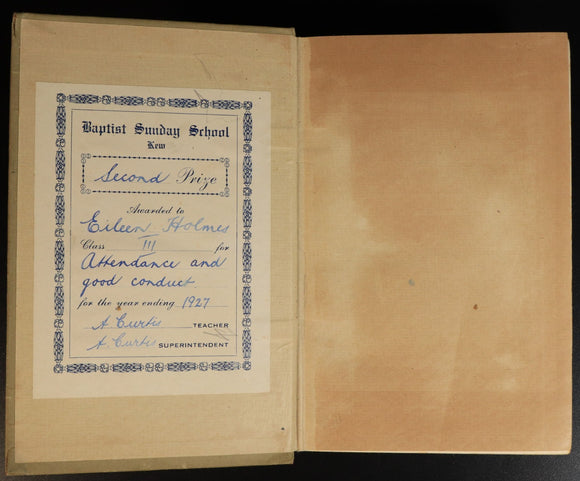 Baptist Sunday School
Kew
Second Prize
Awarded to
Eileen Holmes
Class III for
Attendance and
good conduct
for the year ending 1927
A. Curtis TEACHER
A. Curtis SUPERINTENDENT